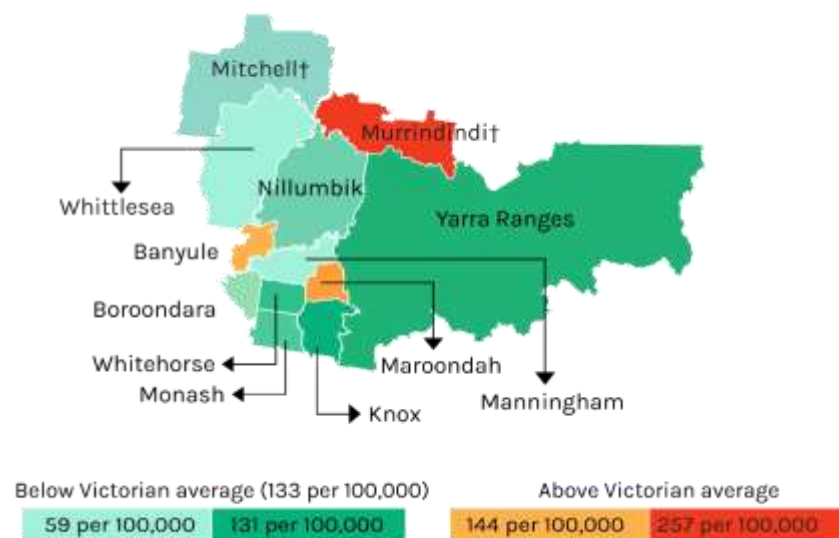 Mitchell†
Murrindindi†
Nillumbik
Whittlesea
Yarra Ranges
Banyule
Boroondara
Whitehorse
Maroondah
Monash
Manningham
Knox
Below Victorian average (133 per 100,000)
Above Victorian average
59 per 100,000
131 per 100,000
144 per 100,000
257 per 100,000